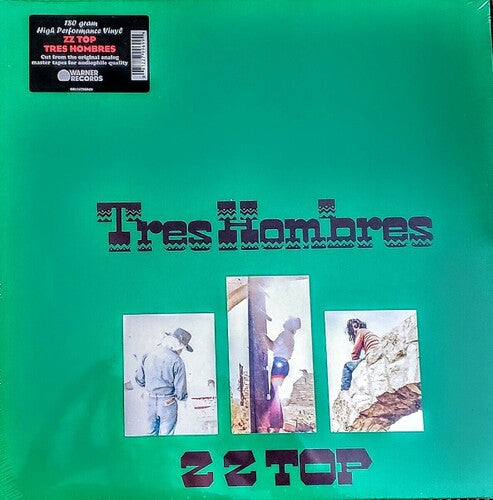 180 gram
High Performance Vinyl
ZZ TOP
TRES HOMBRES
Cut from the original analog
master tapes for audiophile quality
WARNER
RECORDS
Tres Hombres
ZZ TOP